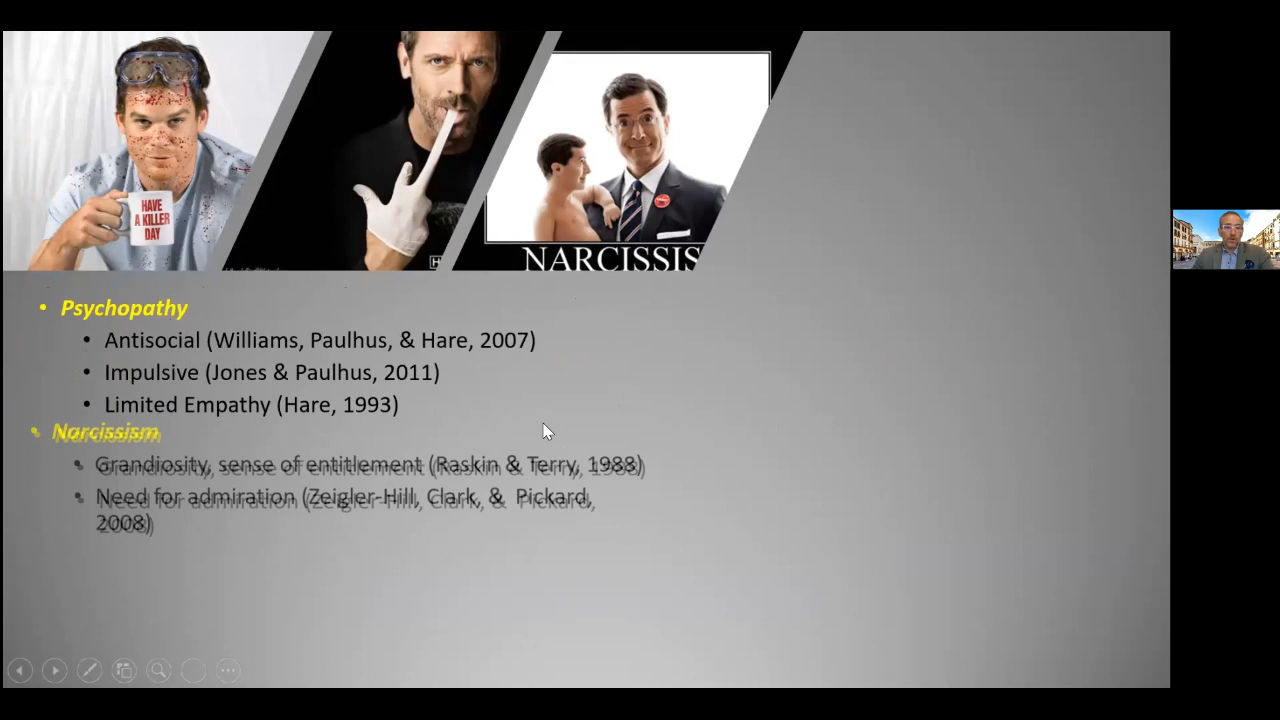 HAVE
A KILLER
DAY
H
NARCISSIS
• Psychopathy
• Antisocial (Williams, Paulhus, & Hare, 2007)
• Impulsive (Jones & Paulhus, 2011)
• Limited Empathy (Hare, 1993)
• Narcissism
• Grandiosity, sense of entitlement (Raskin & Terry, 1988)
• Need for admiration (Zeigler-Hill, Clark, & Pickard,
2008)